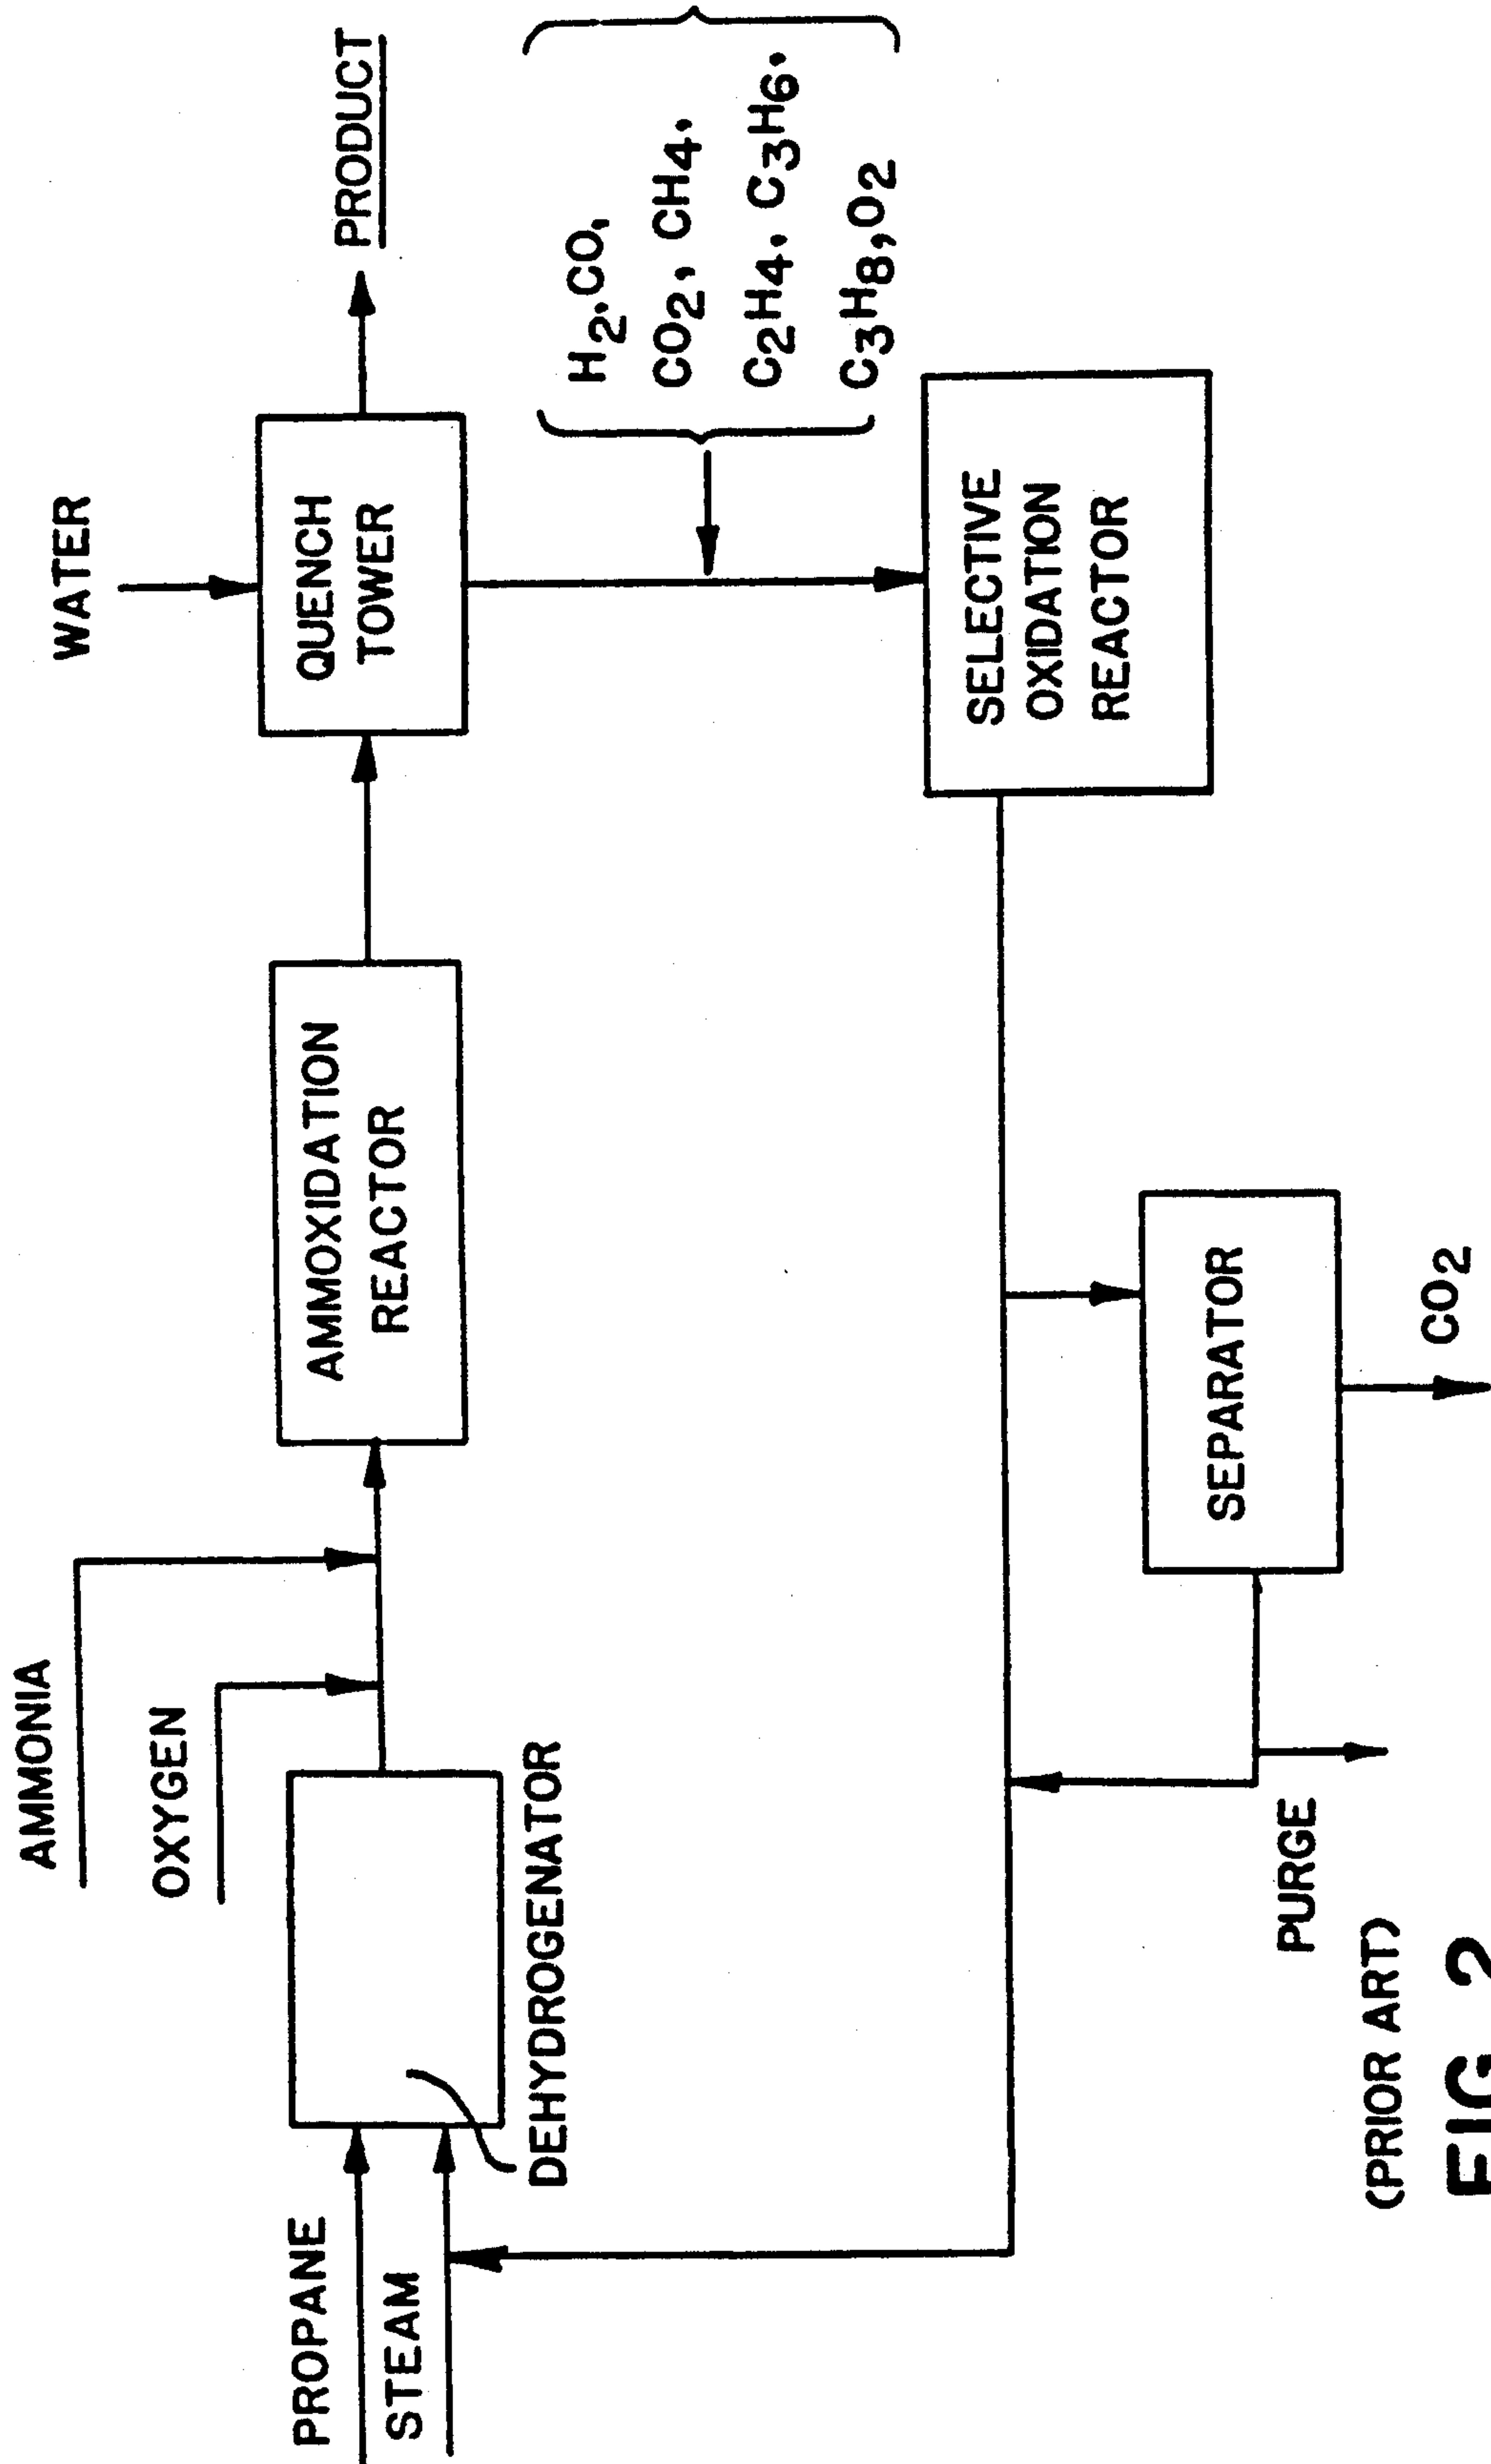 AMMONIA
OXYGEN
WATER
PROPANE
STEAM
DEHYDROGENATOR
AMMOXIDATION
REACTOR
QUENCH
TOWER
PRODUCT
H2, CO,
CO2, CH4,
C2H4, C3H6,
C3H8, O2
SELECTIVE
OXIDATION
REACTOR
SEPARATOR
PURGE
CO2
(PRIOR ART)
FIG. 2